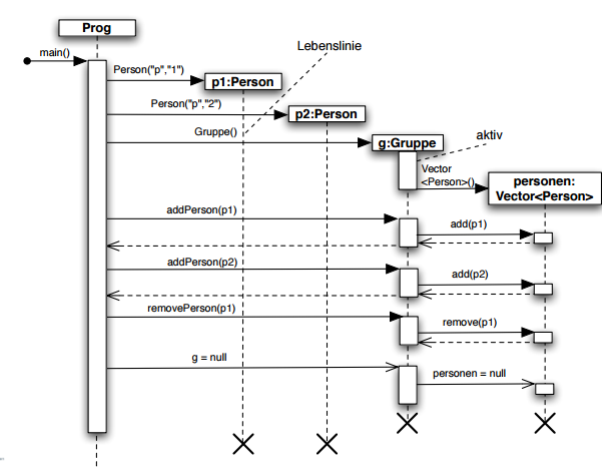 Prog
main()
Lebenslinie
Person("p","1")
p1:Person
Person("p","2")
p2:Person
Gruppe()
aktiv
g:Gruppe
Vector
<Person>()
personen:
Vector<Person>
addPerson(p1)
add(p1)
addPerson(p2)
add(p2)
removePerson(p1)
remove(p1)
g = null
personen = null